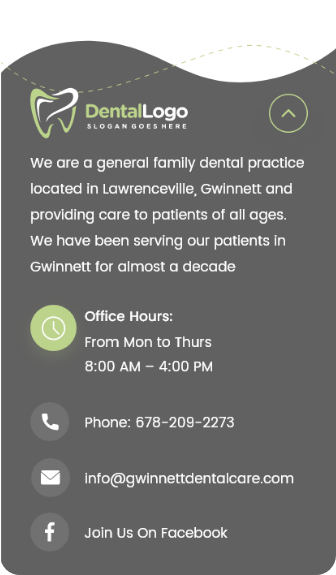 DentalLogo
SLOGAN GOES HERE
We are a general family dental practice
located in Lawrenceville, Gwinnett and
providing care to patients of all ages.
We have been serving our patients in
Gwinnett for almost a decade
Office Hours:
From Mon to Thurs
8:00 AM – 4:00 PM
Phone: 678-209-2273
info@gwinnettdentalcare.com
Join Us On Facebook